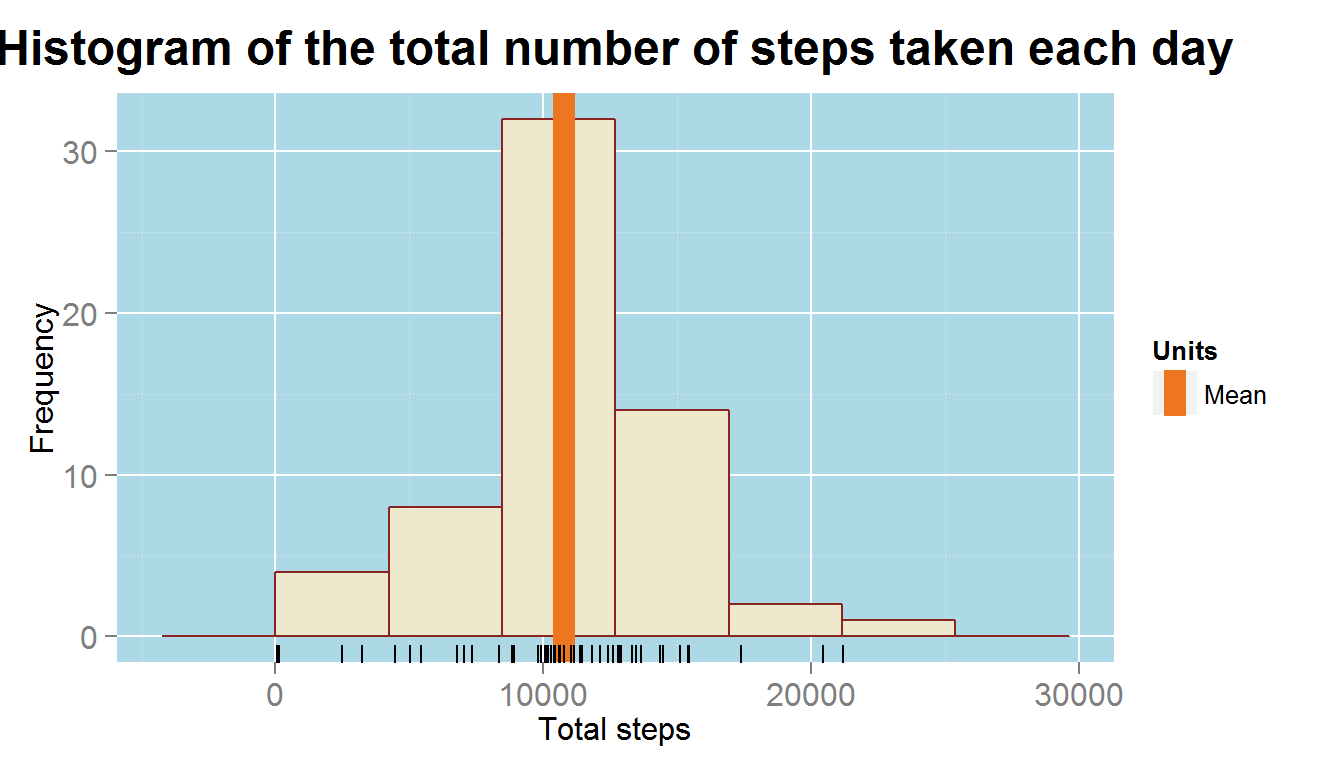 Histogram of the total number of steps taken each day
Frequency
30
20
10
0
0 10000 20000 30000
Total steps
Units
Mean